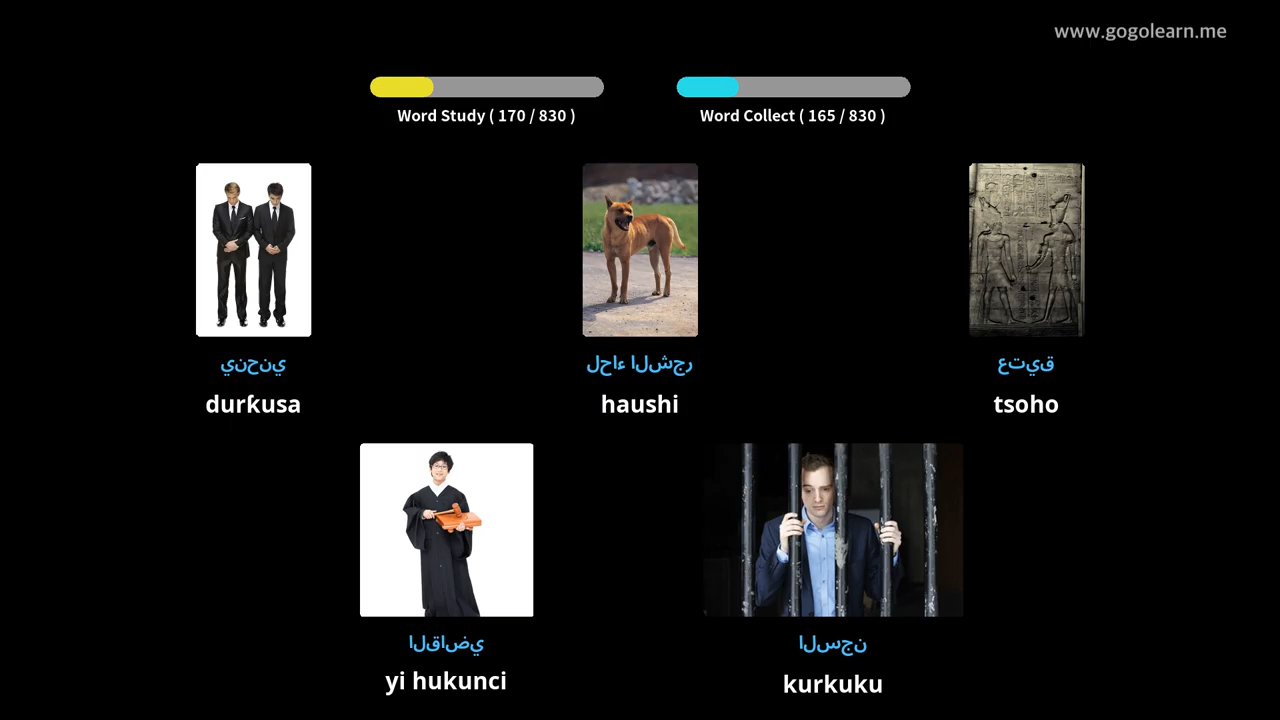 www.gogolearn.me
Word Study ( 170 / 830 )
Word Collect ( 165 / 830 )
ينحني
لحاء الشجر
عتيق
durƙusa
haushi
tsoho
القاضي
السجن
yi hukunci
kurkuku